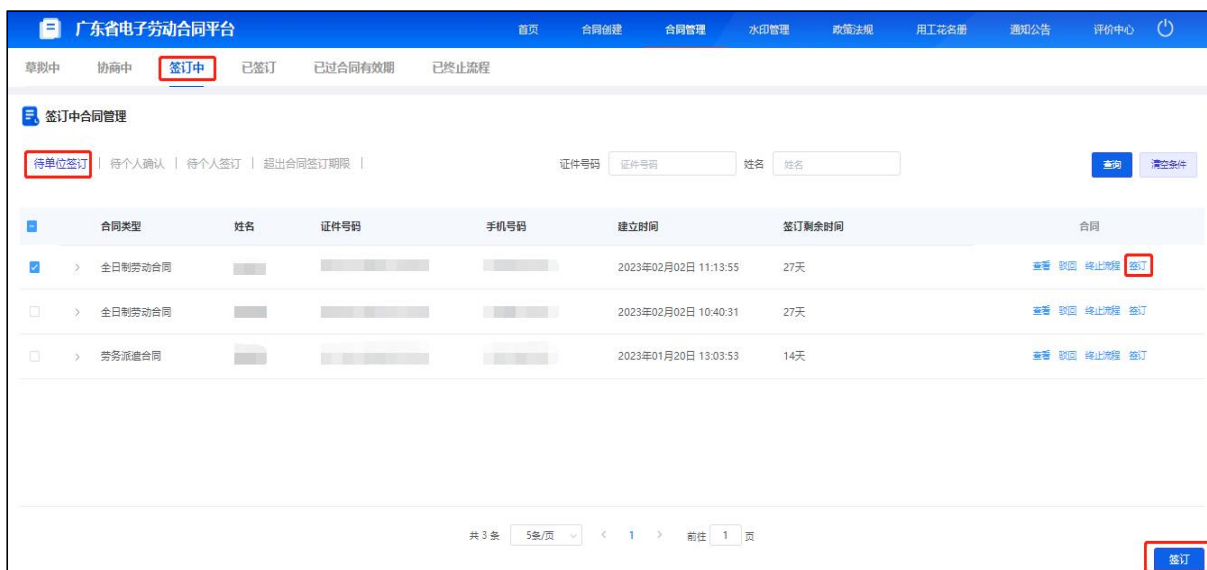 广东省电子劳动合同平台 首页 合同创建 合同管理 水印管理 政策法规 用工花名册 通知公告 评价中心
草拟中 协商中 签订中 已签订 已过合同有效期 已终止流程
签订中合同管理
待单位签订 | 待个人确认 | 待个人签订 | 超出合同签订期限 | 证件号码 证件号码 姓名 姓名 查询 清空条件
合同类型 姓名 证件号码 手机号码 建立时间 签订剩余时间 合同
全日制劳动合同 2023年02月02日 11:13:55 27天 查看 驳回 终止流程 签订
全日制劳动合同 2023年02月02日 10:40:31 27天 查看 驳回 终止流程 签订
劳务派遣合同 2023年01月20日 13:03:53 14天 查看 驳回 终止流程 签订
共 3 条 5条/页 < 1 > 前往 1 页
签订